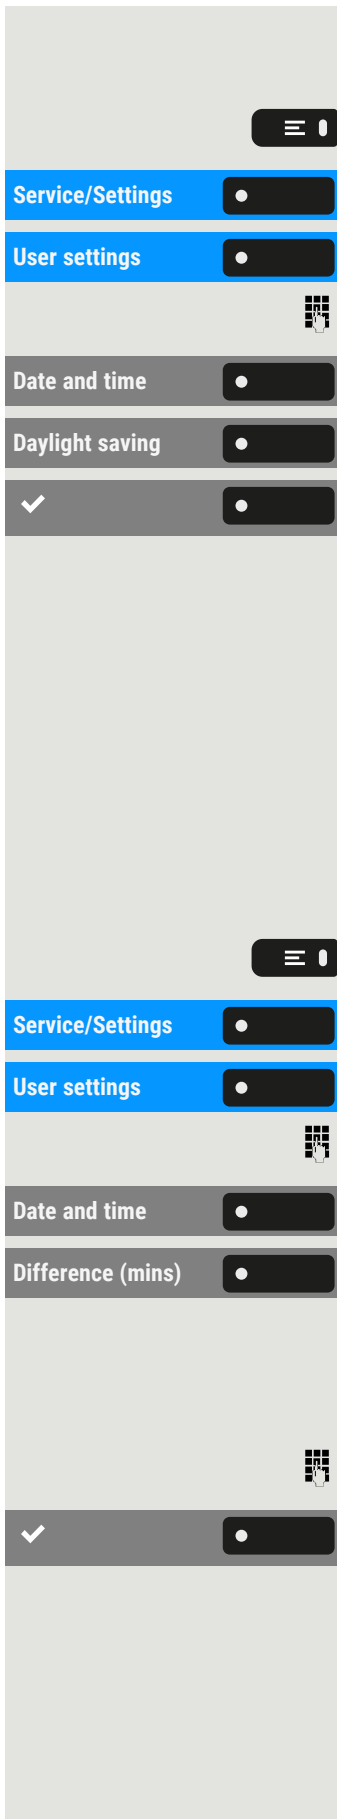 Service/Settings
User settings
Date and time
Daylight saving
Service/Settings
User settings
Date and time
Difference (mins)